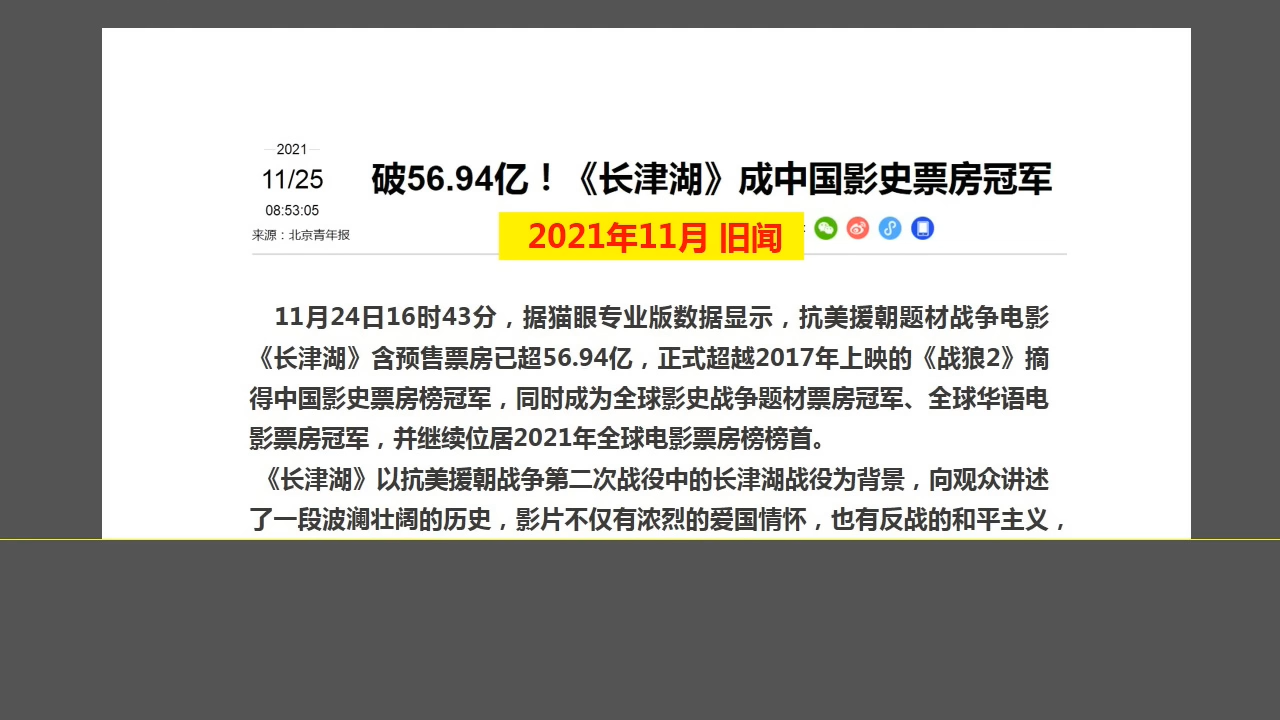 2021
11/25
08:53:05
来源：北京青年报
破56.94亿！《长津湖》成中国影史票房冠军
2021年11月 旧闻
11月24日16时43分，据猫眼专业版数据显示，抗美援朝题材战争电影
《长津湖》含预售票房已超56.94亿，正式超越2017年上映的《战狼2》摘
得中国影史票房榜冠军，同时成为全球影史战争题材票房冠军、全球华语电
影票房冠军，并继续位居2021年全球电影票房榜榜首。
《长津湖》以抗美援朝战争第二次战役中的长津湖战役为背景，向观众讲述
了一段波澜壮阔的历史，影片不仅有浓烈的爱国情怀，也有反战的和平主义，